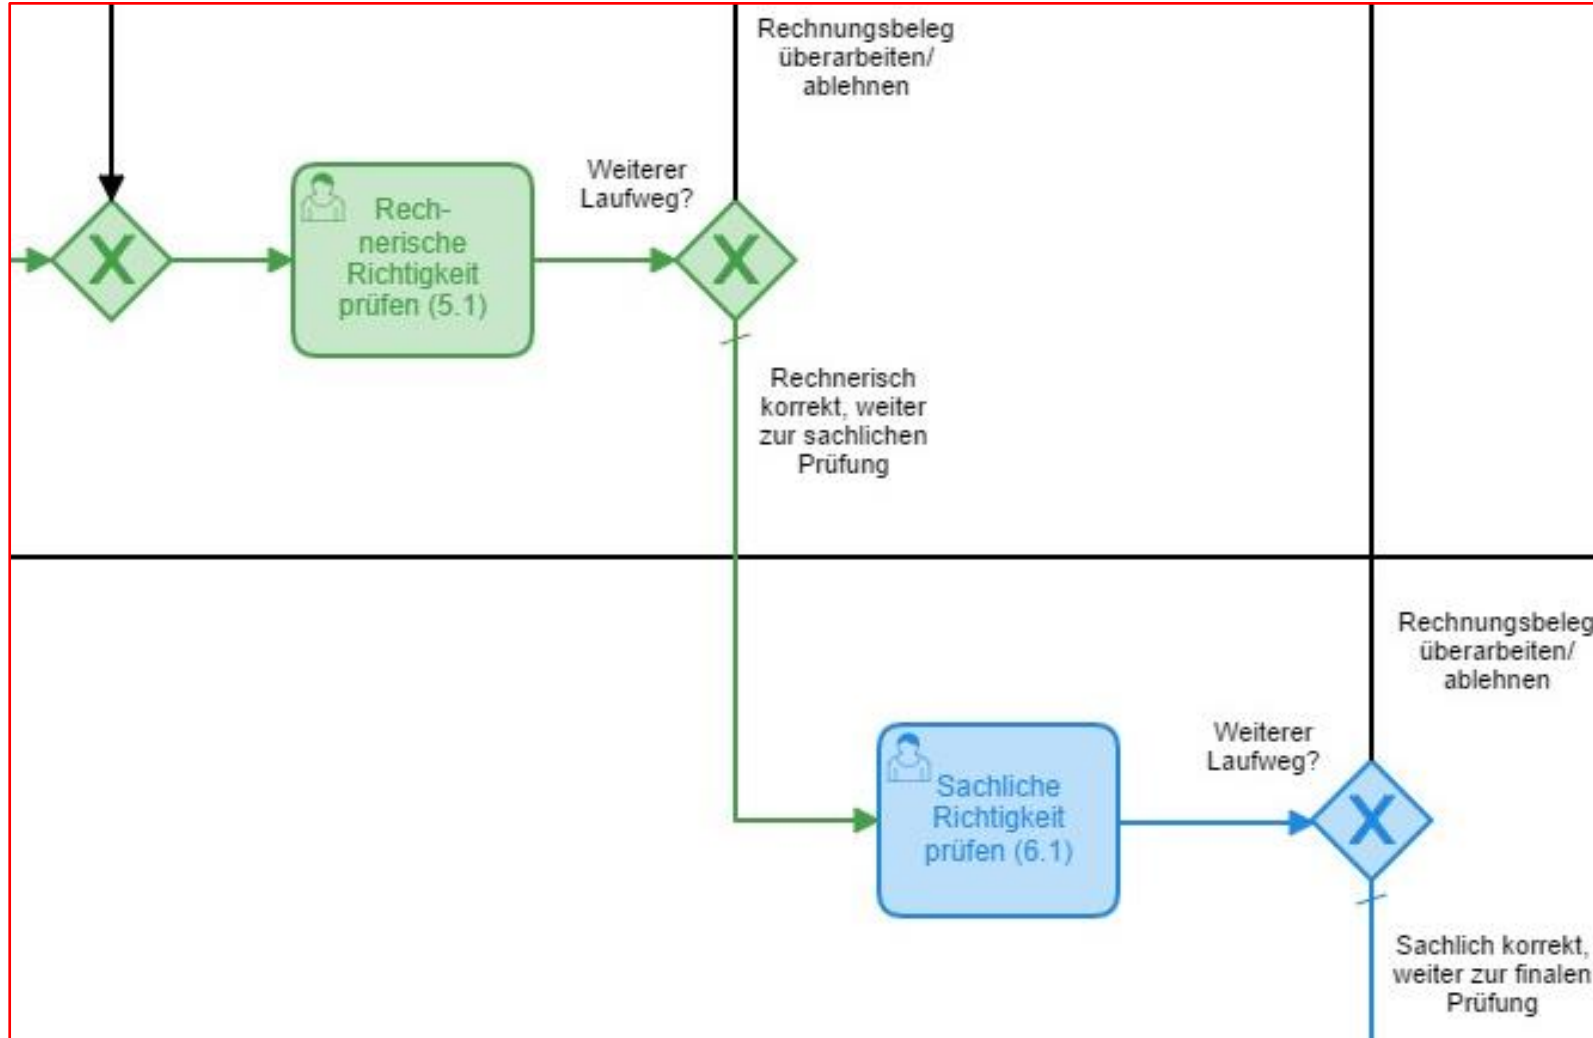 Rechnungsbeleg
überarbeiten/
ablehnen
Weiterer
Laufweg?
Rech-
nerische
Richtigkeit
prüfen (5.1)
X
X
Rechnerisch
korrekt, weiter
zur sachlichen
Prüfung
Rechnungsbeleg
überarbeiten/
ablehnen
Weiterer
Laufweg?
Sachliche
Richtigkeit
prüfen (6.1)
X
Sachlich korrekt,
weiter zur finalen
Prüfung